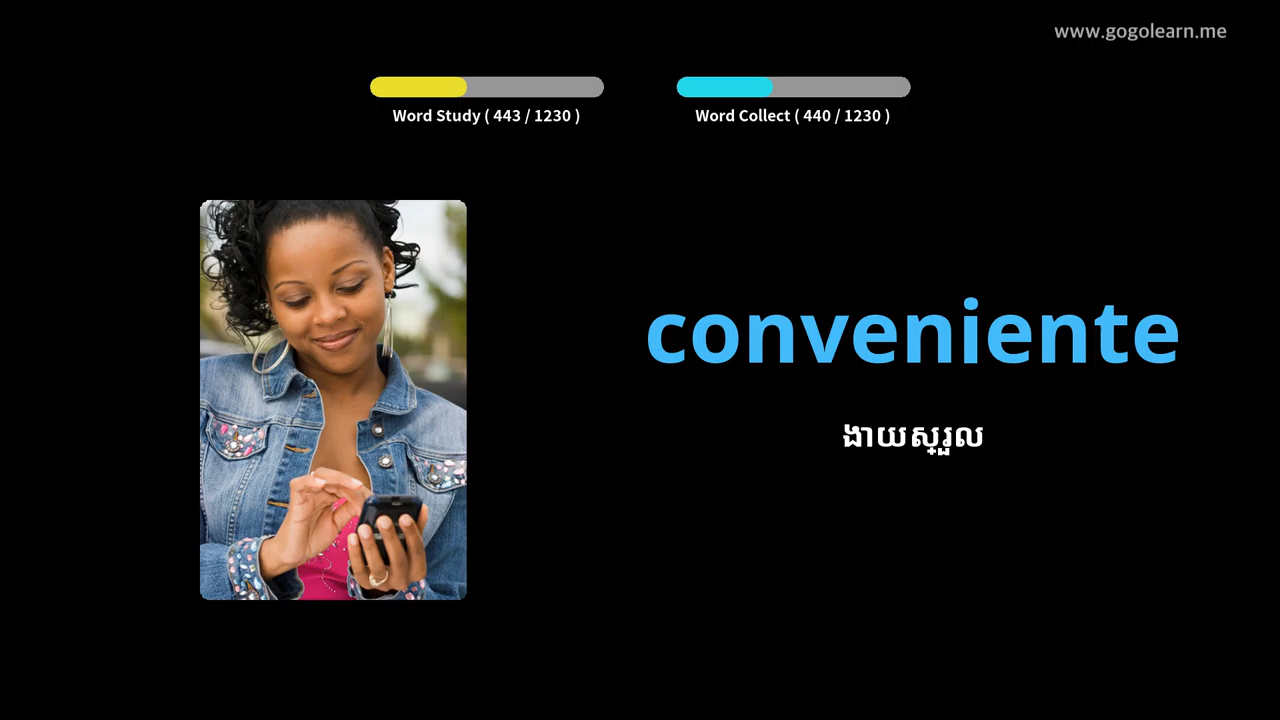 www.gogolearn.me
Word Study ( 443 / 1230 )
Word Collect ( 440 / 1230 )
conveniente
ងាយស្រួល